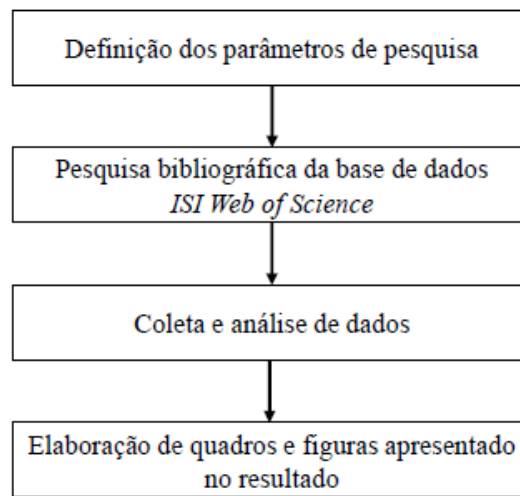 Definição dos parâmetros de pesquisa
Pesquisa bibliográfica da base de dados
ISI Web of Science
Coleta e análise de dados
Elaboração de quadros e figuras apresentado
no resultado